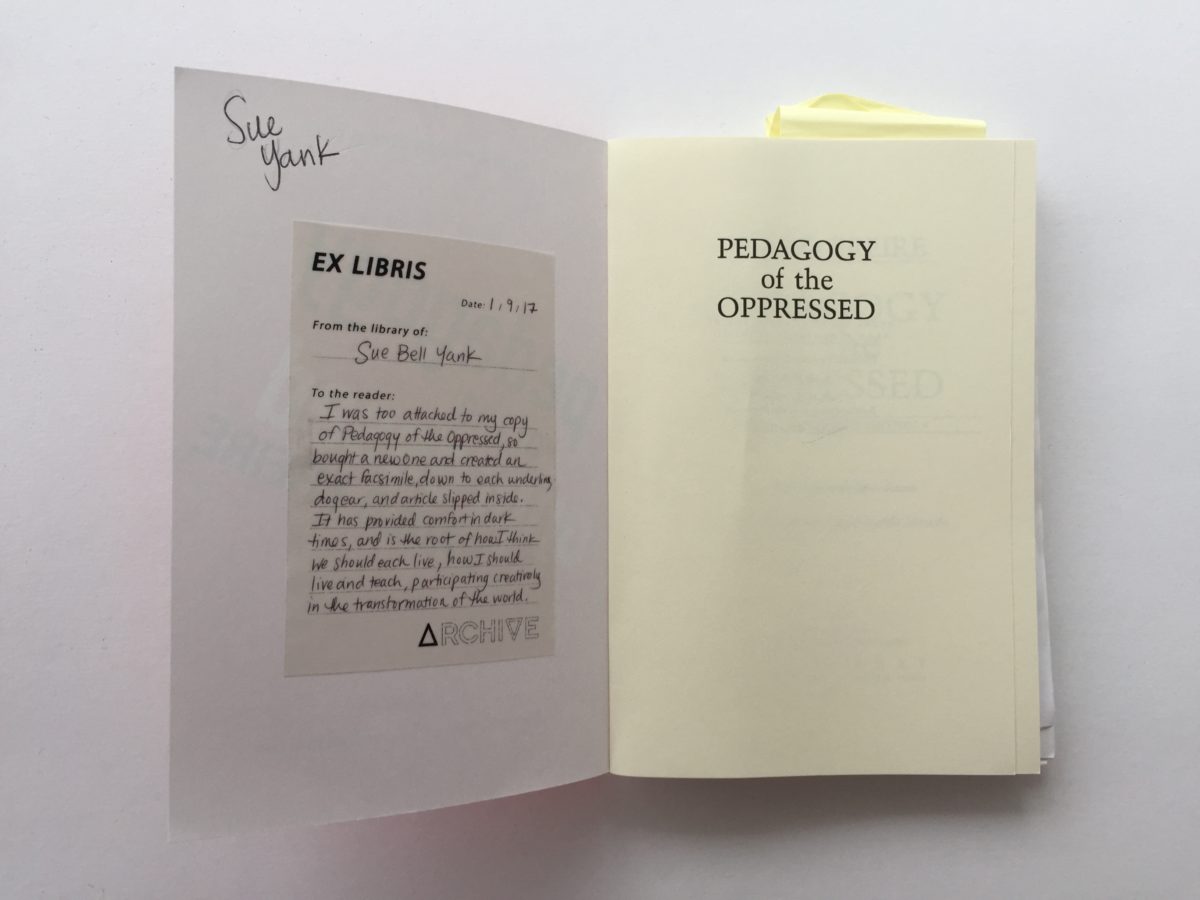 Sue
Yank
EX LIBRIS
Date: 1/9/17
From the library of:
Sue Bell Yank
To the reader:
I was too attached to my copy
of Pedagogy of the Oppressed, so
bought a new one and created an
exact facsimile, down to each underling,
dogear, and article slipped inside.
It has provided comfort in dark
times, and is the root of how I think
we should each live, how I should
live and teach, participating creatively
in the transformation of the world.
ARCHIVE
PEDAGOGY
of the
OPPRESSED